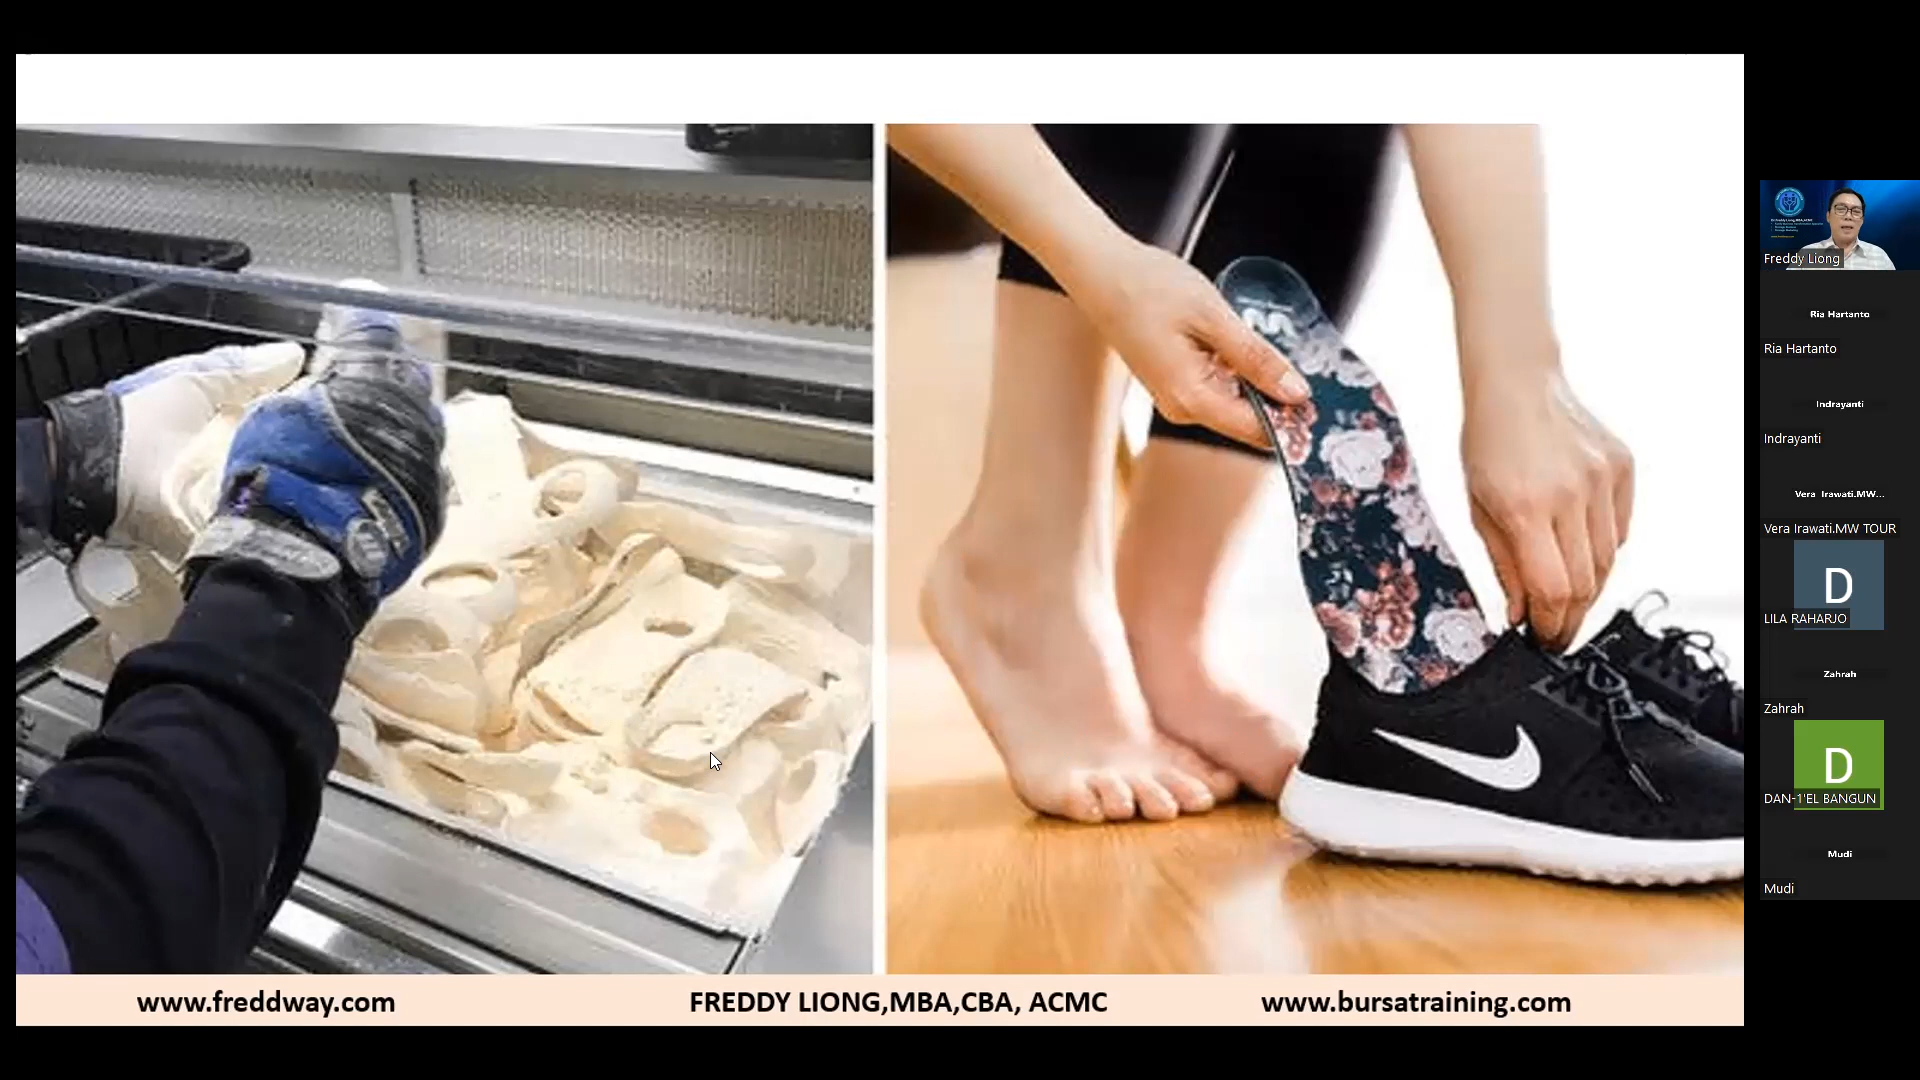 www.freddway.com
FREDDY LIONG,MBA,CBA, ACMC
www.bursatraining.com
Freddy Liong
Ria Hartanto
Ria Hartanto
Indrayanti
Indrayanti
Vera Irawati.MW...
Vera Irawati.MW TOUR
D
LILA RAHARJO
Zahrah
Zahrah
D
DAN-1'EL BANGUN
Mudi
Mudi